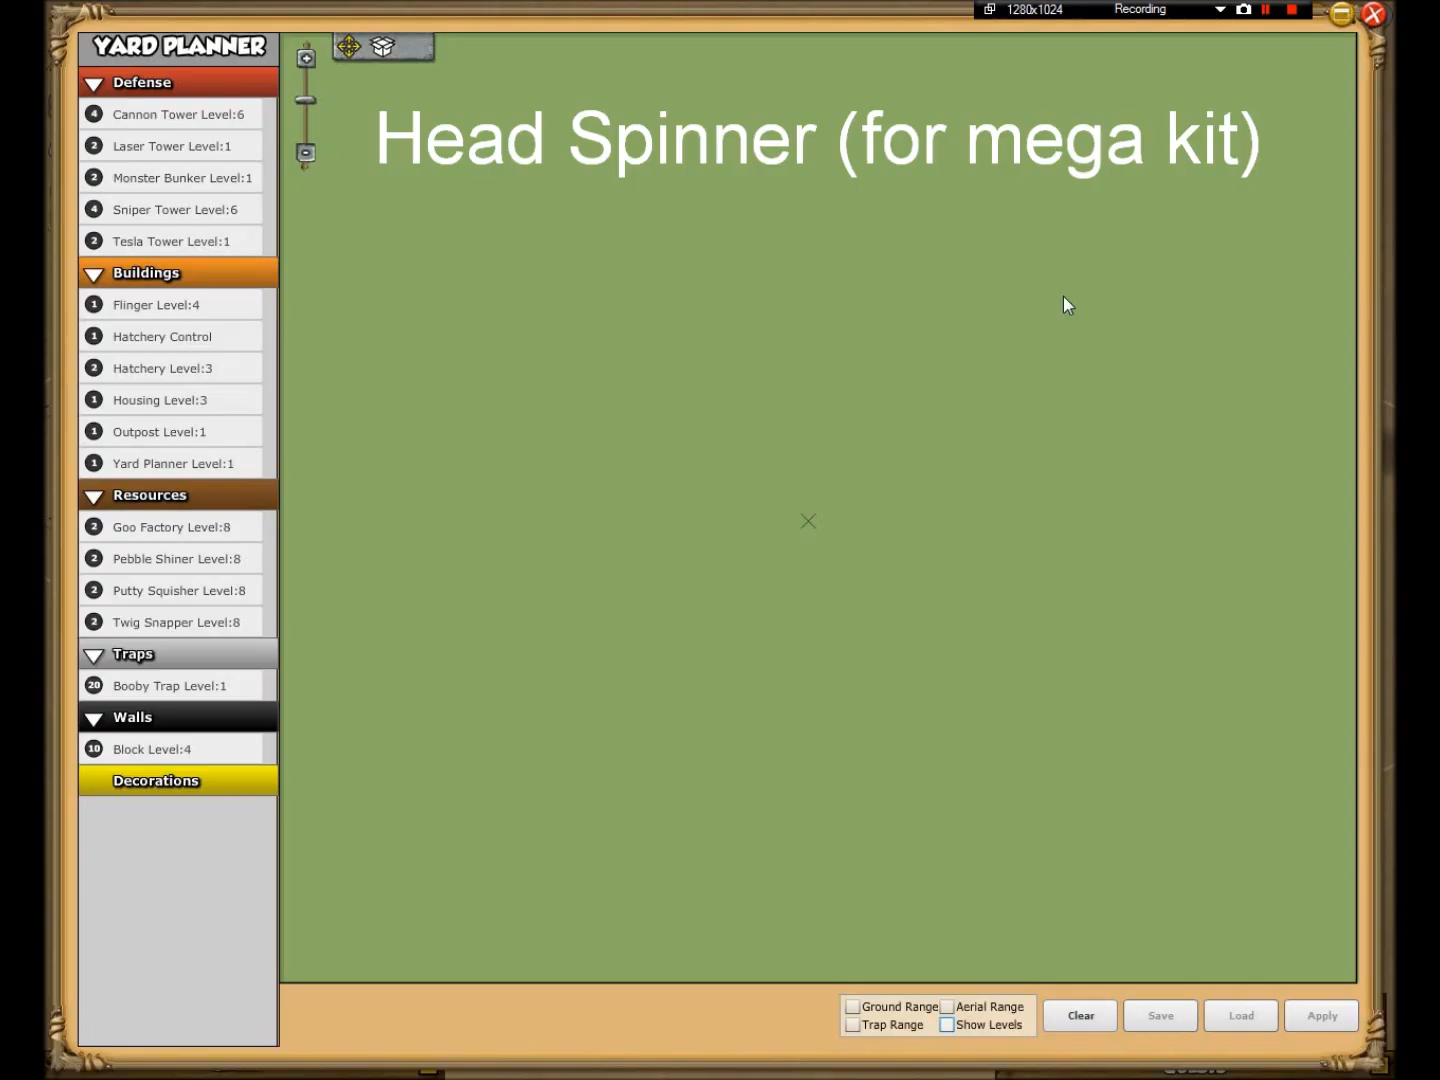 1280x1024 Recording
YARD PLANNER
Defense
4 Cannon Tower Level:6
2 Laser Tower Level:1
2 Monster Bunker Level:1
4 Sniper Tower Level:6
2 Tesla Tower Level:1
Buildings
1 Flinger Level:4
1 Hatchery Control
2 Hatchery Level:3
1 Housing Level:3
1 Outpost Level:1
1 Yard Planner Level:1
Resources
2 Goo Factory Level:8
2 Pebble Shiner Level:8
2 Putty Squisher Level:8
2 Twig Snapper Level:8
Traps
20 Booby Trap Level:1
Walls
10 Block Level:4
Decorations
Head Spinner (for mega kit)
Ground Range Aerial Range
Trap Range Show Levels
Clear Save Load Apply